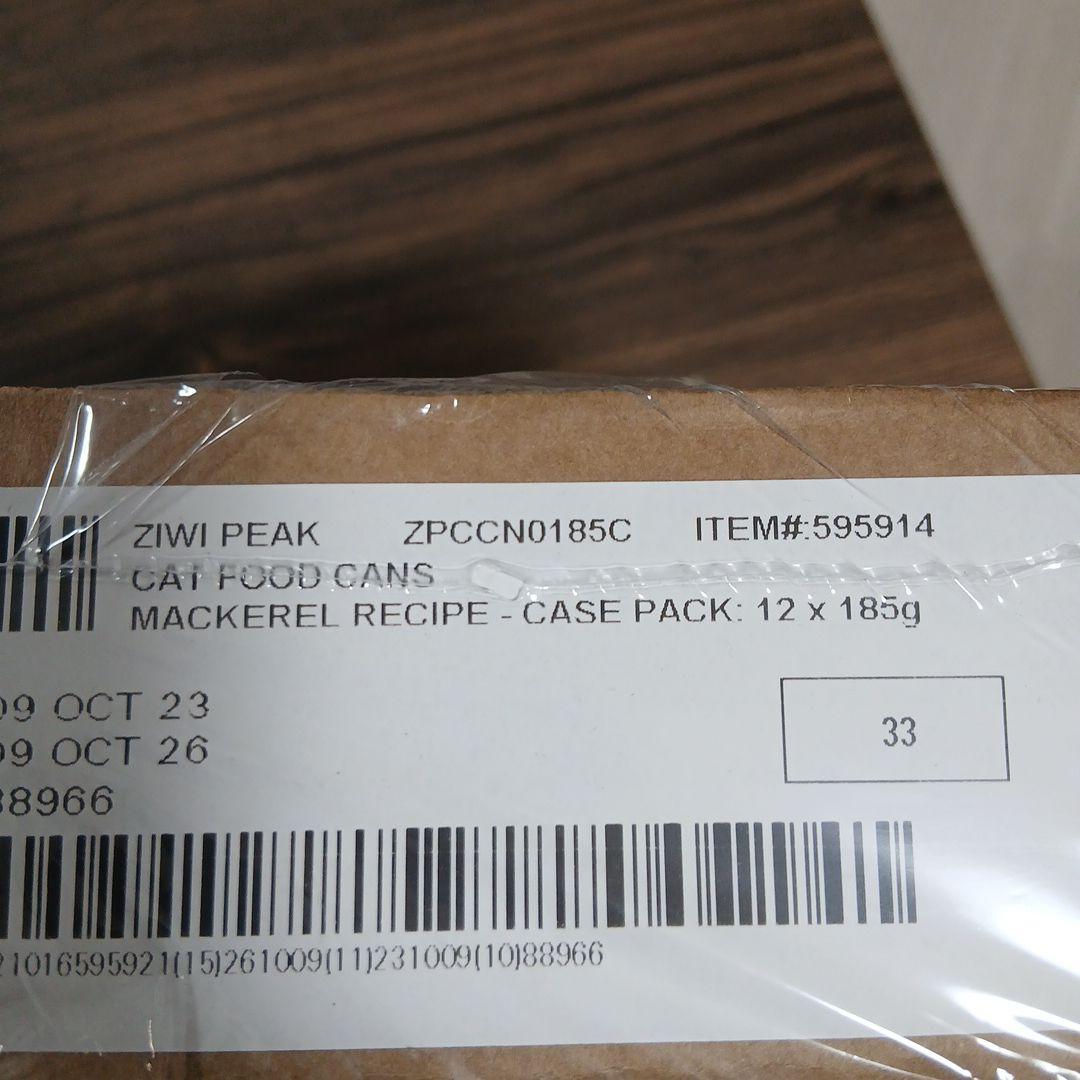 ZIWI PEAK ZPCCN0185C ITEM#:595914
CAT FOOD CANS
MACKEREL RECIPE - CASE PACK: 12 x 185g
09 OCT 23
09 OCT 26
33
88966
21016595921(15)261009(11)231009(10)88966